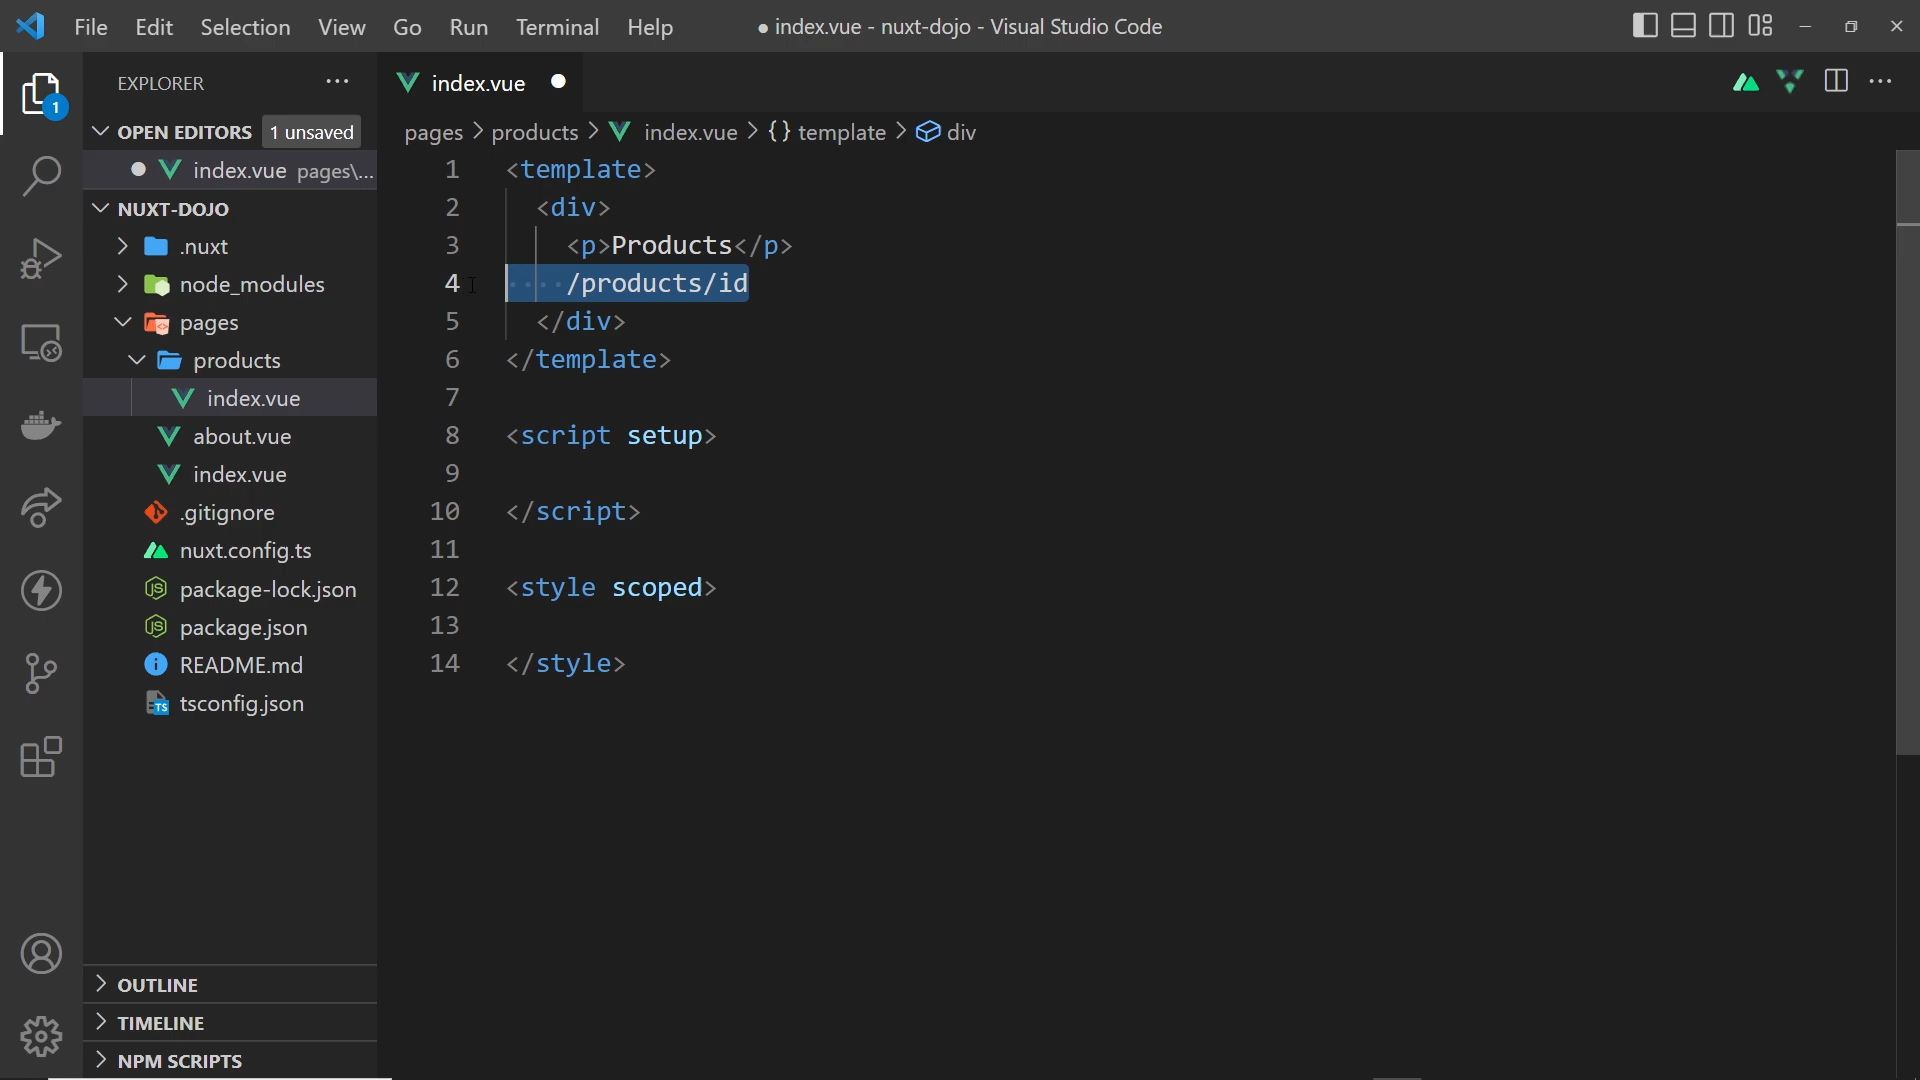 File Edit Selection View Go Run Terminal Help
● index.vue - nuxt-dojo - Visual Studio Code
EXPLORER
1
OPEN EDITORS 1 unsaved
index.vue pages\...
NUXT-DOJO
.nuxt
node_modules
pages
products
index.vue
about.vue
index.vue
.gitignore
nuxt.config.ts
package-lock.json
package.json
README.md
tsconfig.json
OUTLINE
TIMELINE
NPM SCRIPTS
index.vue
pages > products > index.vue > {} template > div
1 <template>
2 <div>
3 <p>Products</p>
4 /products/id
5 </div>
6 </template>
7
8 <script setup>
9
10 </script>
11
12 <style scoped>
13
14 </style>